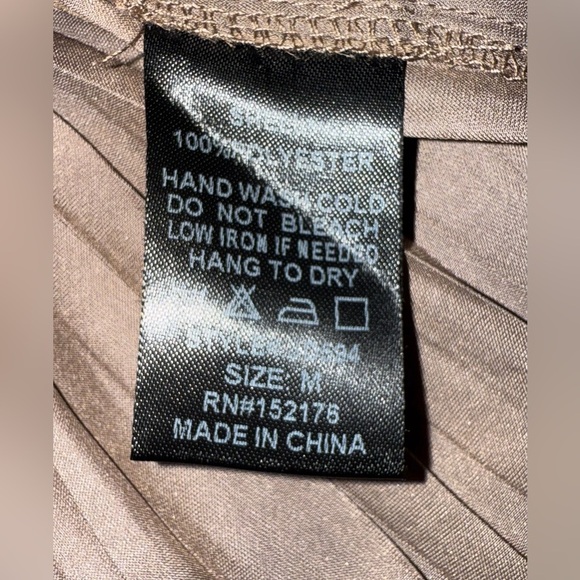 100% POLYESTER
HAND WASH COLD
DO NOT BLEACH
LOW IRON IF NEEDED
HANG TO DRY
SIZE: M
RN#152176
MADE IN CHINA